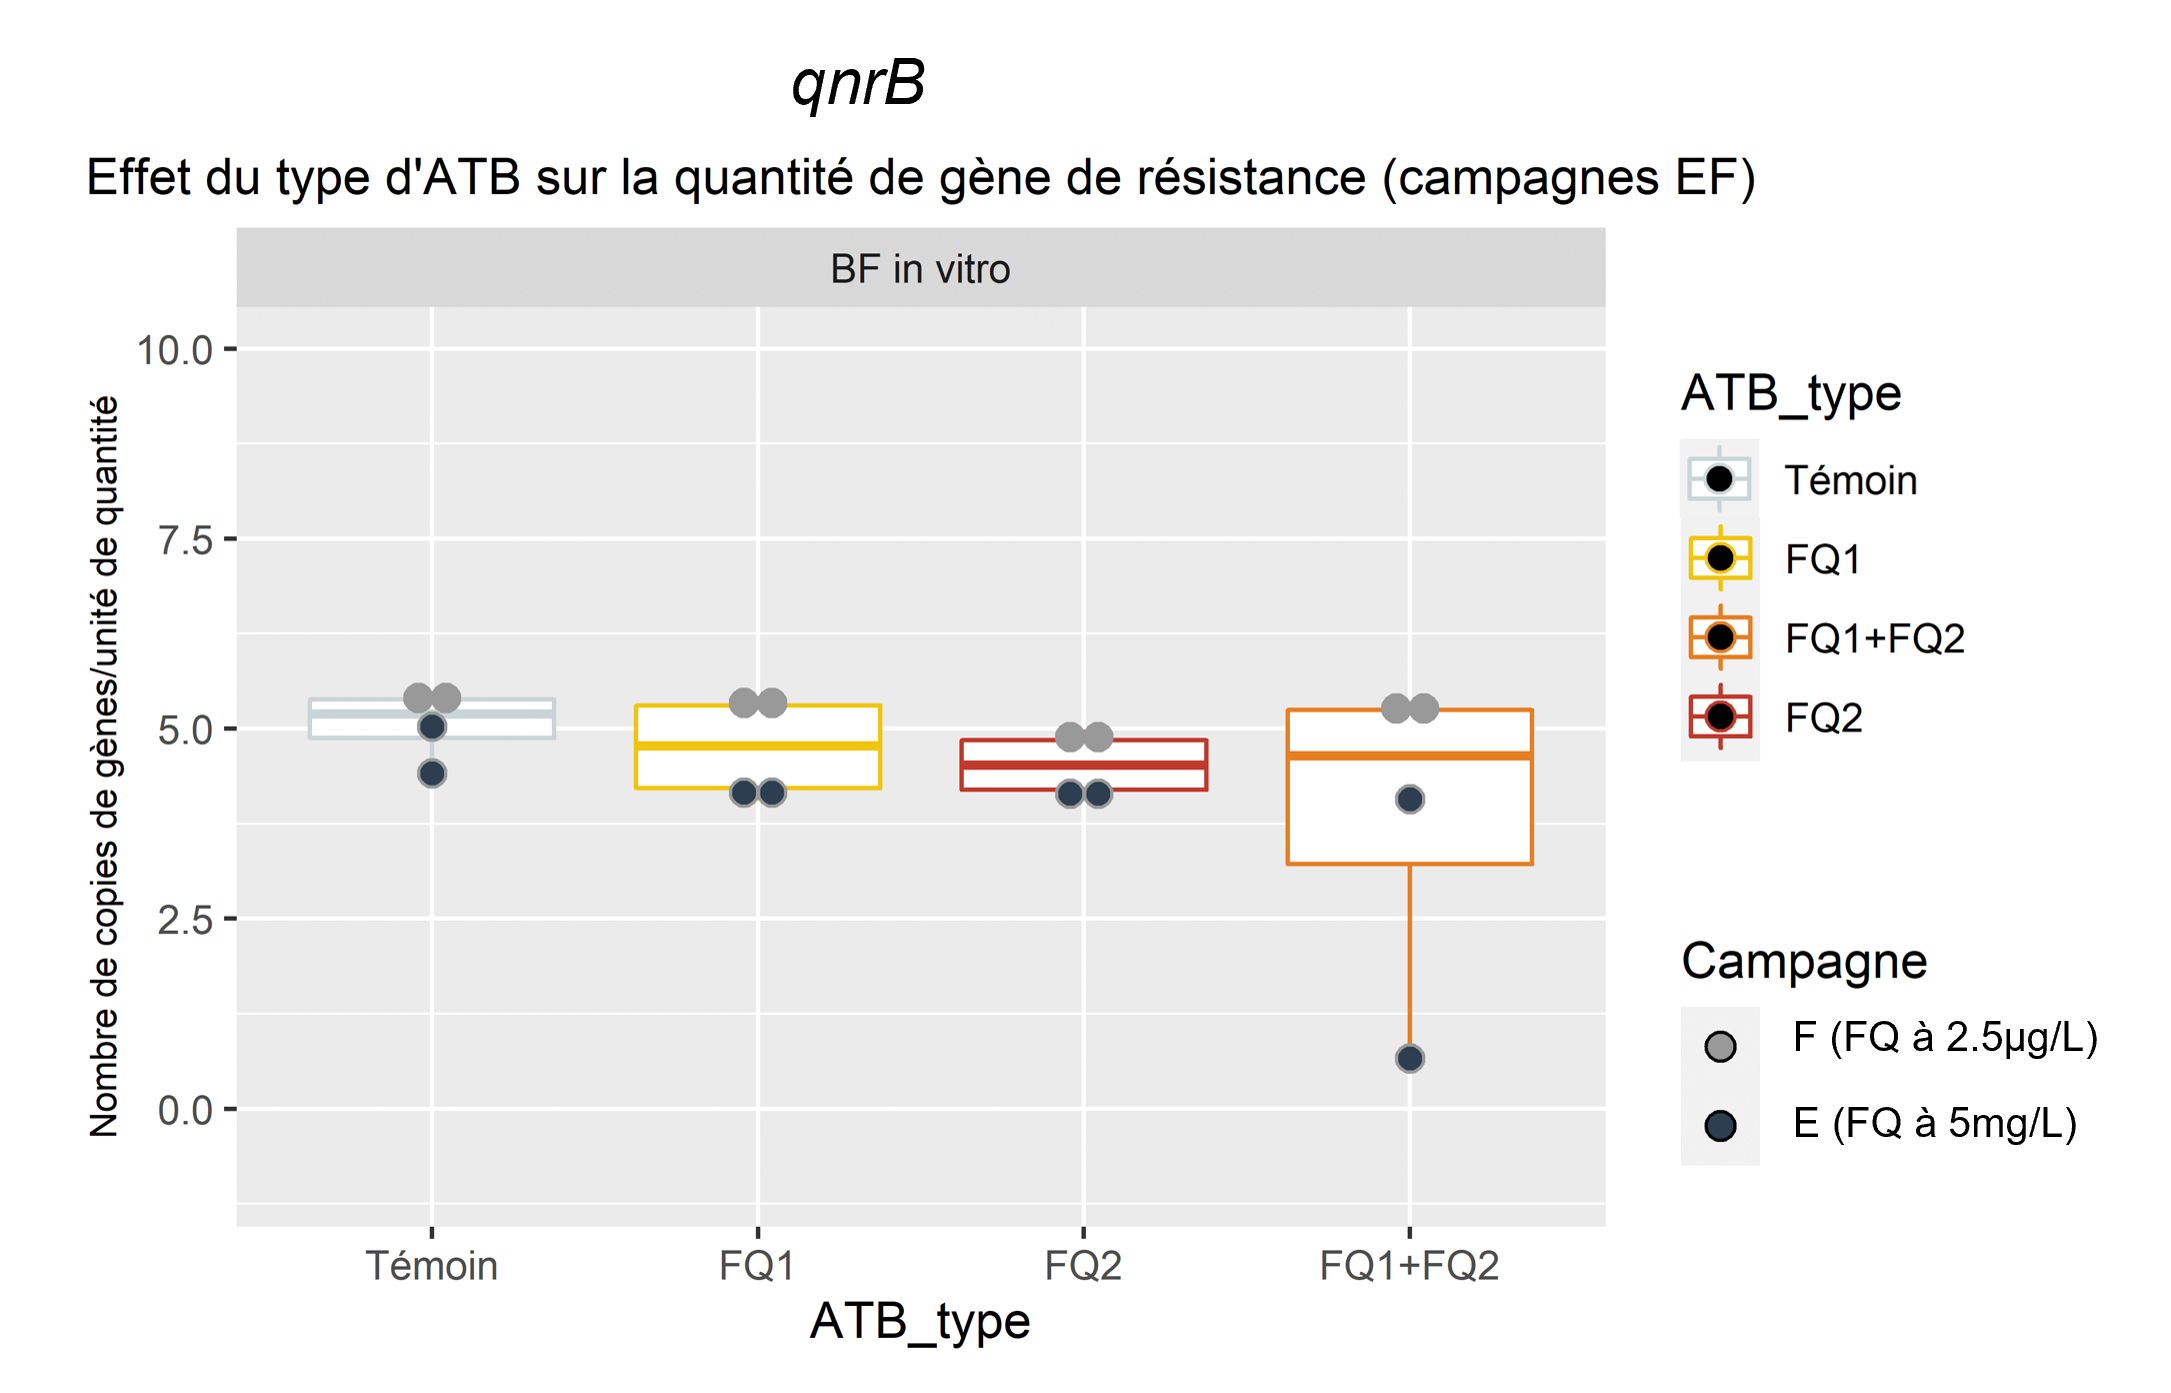 qnrB
Effet du type d'ATB sur la quantité de gène de résistance (campagnes EF)
BF in vitro
Nombre de copies de gènes/unité de quantité
10.0
7.5
5.0
2.5
0.0
Témoin
FQ1
FQ2
FQ1+FQ2
ATB_type
ATB_type
Témoin
FQ1
FQ1+FQ2
FQ2
Campagne
F (FQ à 2.5µg/L)
E (FQ à 5mg/L)